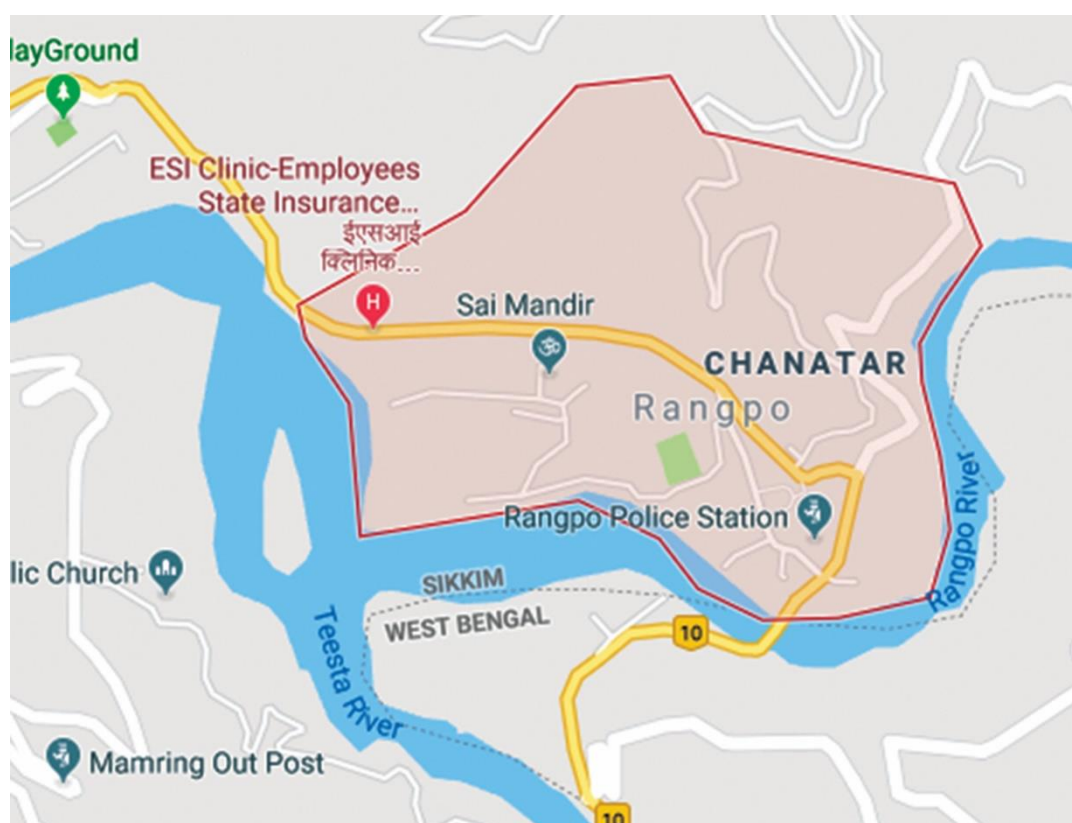 layGround
ESI Clinic-Employees
State Insurance...
ईएसआई
क्लिनिक...
H
Sai Mandir
CHANATAR
Rangpo
Rangpo Police Station
Rangpo River
lic Church
SIKKIM
WEST BENGAL
10
Teesta River
Mamring Out Post
10